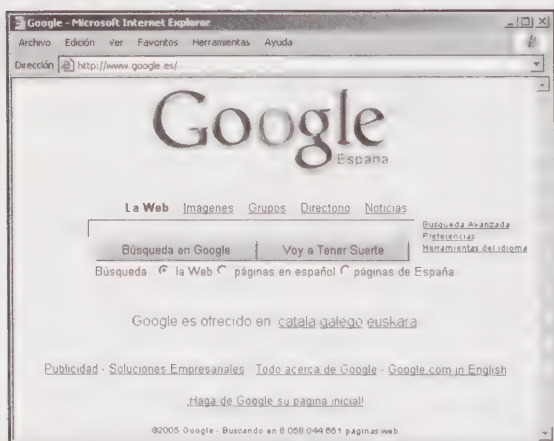 Google - Microsoft Internet Explorer
Archivo Edición Ver Favoritos Herramientas Ayuda
Dirección http://www.google.es/
Google
España
La Web Imágenes Grupos Directorio Noticias
Búsqueda Avanzada
Preferencias
Herramientas del idioma
Búsqueda en Google Voy a Tener Suerte
Búsqueda la Web páginas en español páginas de España
Google es ofrecido en català galego euskara
Publicidad - Soluciones Empresariales Todo acerca de Google - Google.com in English
¡Haga de Google su página inicial!
©2005 Google - Buscando en 8 058 044 651 páginas web